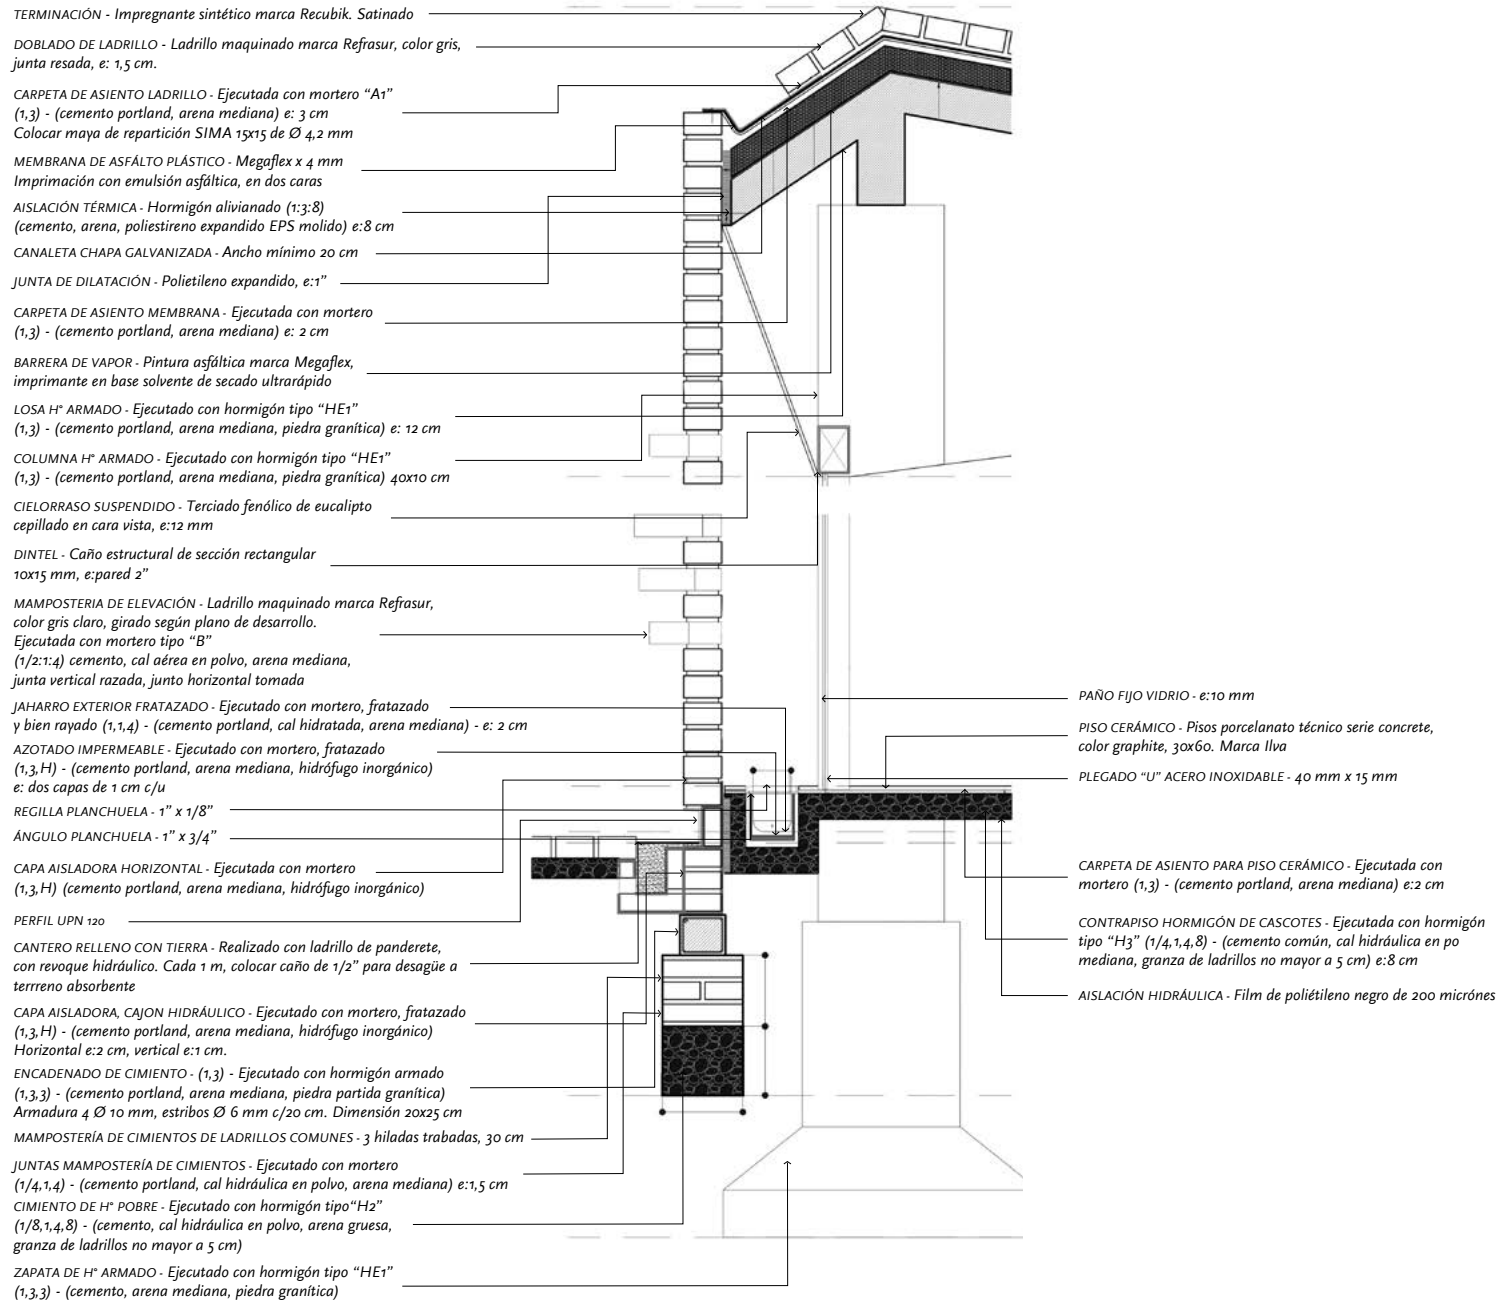 TERMINACIÓN - Impregnante sintético marca Recubik. Satinado
DOBLADO DE LADRILLO - Ladrillo maquinado marca Refrasur, color gris,
junta resada, e: 1,5 cm.
CARPETA DE ASIENTO LADRILLO - Ejecutada con mortero “A1”
(1,3) - (cemento portland, arena mediana) e: 3 cm
Colocar maya de repartición SIMA 15x15 de Ø 4,2 mm
MEMBRANA DE ASFÁLTO PLÁSTICO - Megaflex x 4 mm
Imprimación con emulsión asfáltica, en dos caras
AISLACIÓN TÉRMICA - Hormigón alivianado (1:3:8)
(cemento, arena, poliestireno expandido EPS molido) e:8 cm
CANALETA CHAPA GALVANIZADA - Ancho mínimo 20 cm
JUNTA DE DILATACIÓN - Polietileno expandido, e:1”
CARPETA DE ASIENTO MEMBRANA - Ejecutada con mortero
(1,3) - (cemento portland, arena mediana) e: 2 cm
BARRERA DE VAPOR - Pintura asfáltica marca Megaflex,
imprimante en base solvente de secado ultrarápido
LOSA H° ARMADO - Ejecutado con hormigón tipo “HE1”
(1,3) - (cemento portland, arena mediana, piedra granítica) e: 12 cm
COLUMNA H° ARMADO - Ejecutado con hormigón tipo “HE1”
(1,3) - (cemento portland, arena mediana, piedra granítica) 40x10 cm
CIELORRASO SUSPENDIDO - Terciado fenólico de eucalipto
cepillado en cara vista, e:12 mm
DINTEL - Caño estructural de sección rectangular
10x15 mm, e:pared 2”
MAMPOSTERIA DE ELEVACIÓN - Ladrillo maquinado marca Refrasur,
color gris claro, girado según plano de desarrollo.
Ejecutada con mortero tipo “B”
(1/2:1:4) cemento, cal aérea en polvo, arena mediana,
junta vertical razada, junto horizontal tomada
JAHARRO EXTERIOR FRATAZADO - Ejecutado con mortero, fratazado
y bien rayado (1,1,4) - (cemento portland, cal hidratada, arena mediana) - e: 2 cm
AZOTADO IMPERMEABLE - Ejecutado con mortero, fratazado
(1,3,H) - (cemento portland, arena mediana, hidrófugo inorgánico)
e: dos capas de 1 cm c/u
REGILLA PLANCHUELA - 1” x 1/8”
ÁNGULO PLANCHUELA - 1” x 3/4”
CAPA AISLADORA HORIZONTAL - Ejecutada con mortero
(1,3,H) (cemento portland, arena mediana, hidrófugo inorgánico)
PERFIL UPN 120
CANTERO RELLENO CON TIERRA - Realizado con ladrillo de panderete,
con revoque hidráulico. Cada 1 m, colocar caño de 1/2” para desagüe a
terrreno absorbente
CAPA AISLADORA, CAJON HIDRÁULICO - Ejecutado con mortero, fratazado
(1,3,H) - (cemento portland, arena mediana, hidrófugo inorgánico)
Horizontal e:2 cm, vertical e:1 cm.
ENCADENADO DE CIMIENTO - (1,3) - Ejecutado con hormigón armado
(1,3,3) - (cemento portland, arena mediana, piedra partida granítica)
Armadura 4 Ø 10 mm, estribos Ø 6 mm c/20 cm. Dimensión 20x25 cm
MAMPOSTERÍA DE CIMIENTOS DE LADRILLOS COMUNES - 3 hiladas trabadas, 30 cm
JUNTAS MAMPOSTERÍA DE CIMIENTOS - Ejecutado con mortero
(1/4,1,4) - (cemento portland, cal hidráulica en polvo, arena mediana) e:1,5 cm
CIMIENTO DE H° POBRE - Ejecutado con hormigón tipo“H2”
(1/8,1,4,8) - (cemento, cal hidráulica en polvo, arena gruesa,
granza de ladrillos no mayor a 5 cm)
ZAPATA DE H° ARMADO - Ejecutado con hormigón tipo “HE1”
(1,3,3) - (cemento, arena mediana, piedra granítica)
PAÑO FIJO VIDRIO - e:10 mm
PISO CERÁMICO - Pisos porcelanato técnico serie concrete,
color graphite, 30x60. Marca Ilva
PLEGADO “U” ACERO INOXIDABLE - 40 mm x 15 mm
CARPETA DE ASIENTO PARA PISO CERÁMICO - Ejecutada con
mortero (1,3) - (cemento portland, arena mediana) e:2 cm
CONTRAPISO HORMIGÓN DE CASCOTES - Ejecutada con hormigón
tipo “H3” (1/4,1,4,8) - (cemento común, cal hidráulica en po
mediana, granza de ladrillos no mayor a 5 cm) e:8 cm
AISLACIÓN HIDRÁULICA - Film de poliétileno negro de 200 micrónes